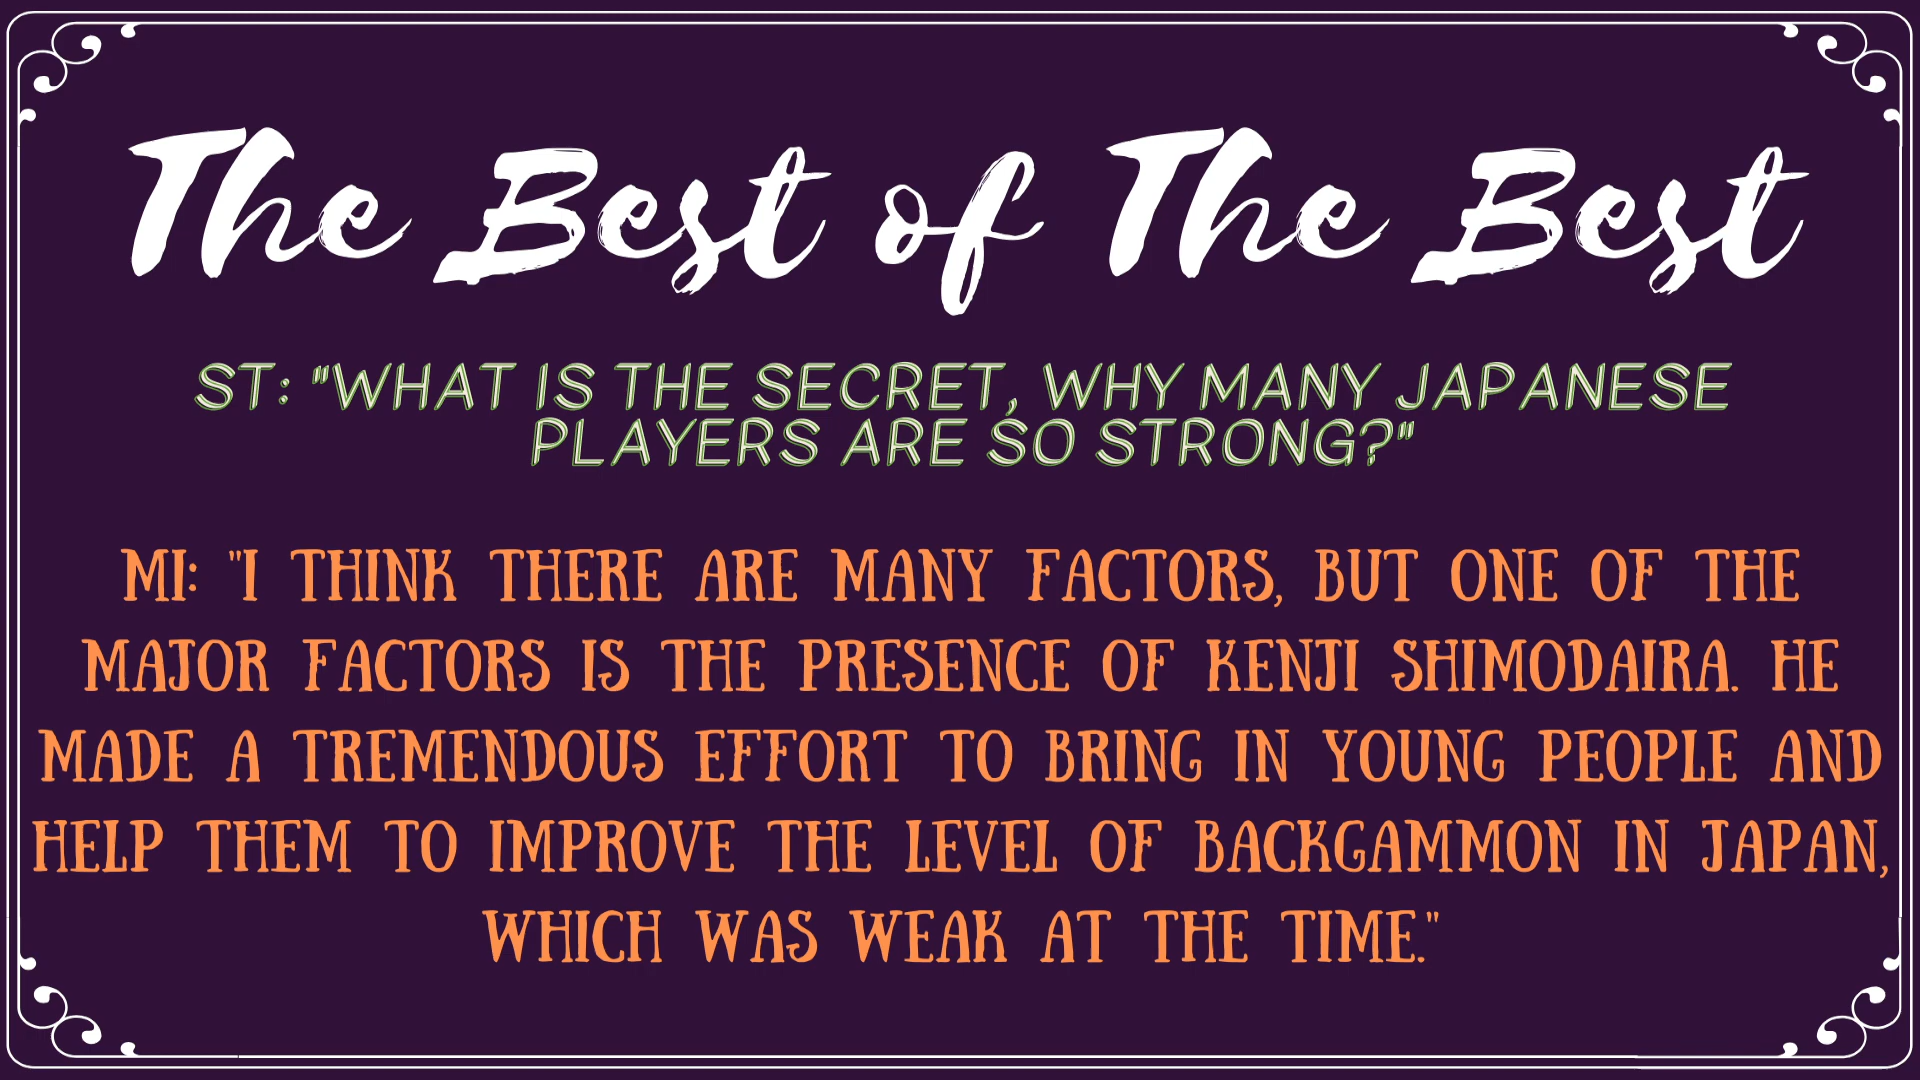 The Best of The Best
ST: "WHAT IS THE SECRET, WHY MANY JAPANESE
PLAYERS ARE SO STRONG?"
MI: "I THINK THERE ARE MANY FACTORS, BUT ONE OF THE
MAJOR FACTORS IS THE PRESENCE OF KENJI SHIMODAIRA. HE
MADE A TREMENDOUS EFFORT TO BRING IN YOUNG PEOPLE AND
HELP THEM TO IMPROVE THE LEVEL OF BACKGAMMON IN JAPAN,
WHICH WAS WEAK AT THE TIME."